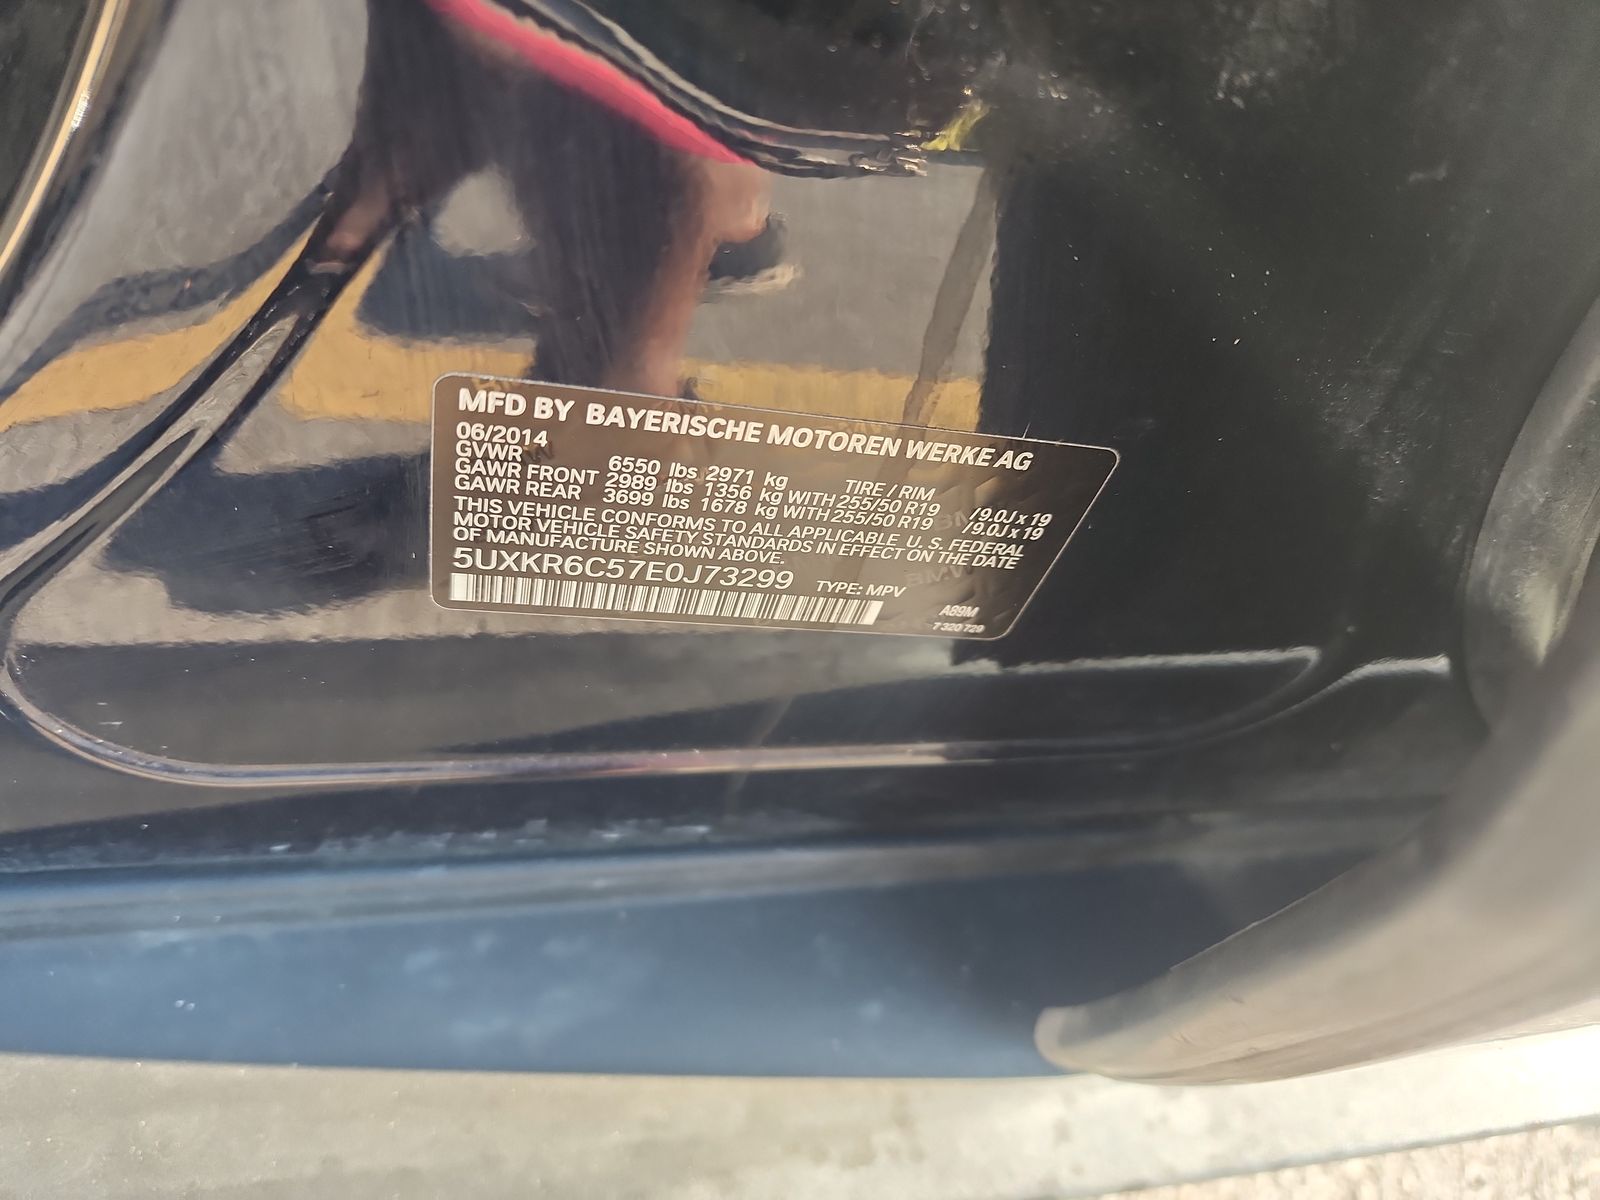 MFD BY BAYERISCHE MOTOREN WERKE AG
06/2014
GVWR 6550 lbs 2971 kg TIRE / RIM
GAWR FRONT 2989 lbs 1356 kg WITH 255/50 R19 /9.0J x 19
GAWR REAR 3699 lbs 1678 kg WITH 255/50 R19 /9.0J x 19
THIS VEHICLE CONFORMS TO ALL APPLICABLE U. S. FEDERAL
MOTOR VEHICLE SAFETY STANDARDS IN EFFECT ON THE DATE
OF MANUFACTURE SHOWN ABOVE.
5UXKR6C57E0J73299 TYPE: MPV
A89M
7 320 729